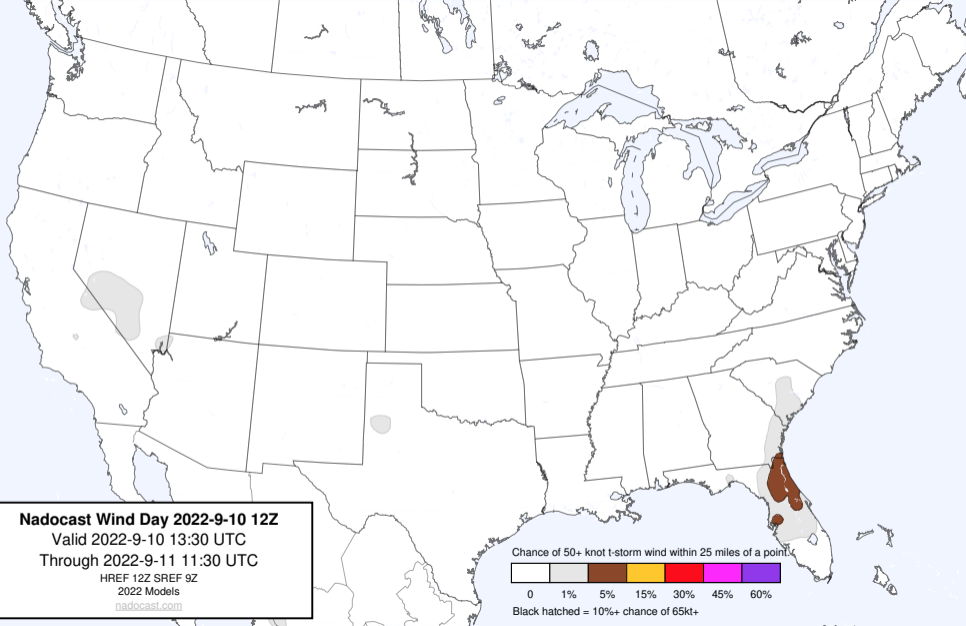 Nadocast Wind Day 2022-9-10 12Z
Valid 2022-9-10 13:30 UTC
Through 2022-9-11 11:30 UTC
HREF 12Z SREF 9Z
2022 Models
nadocast.com
Chance of 50+ knot t-storm wind within 25 miles of a point.
0 1% 5% 15% 30% 45% 60%
Black hatched = 10%+ chance of 65kt+